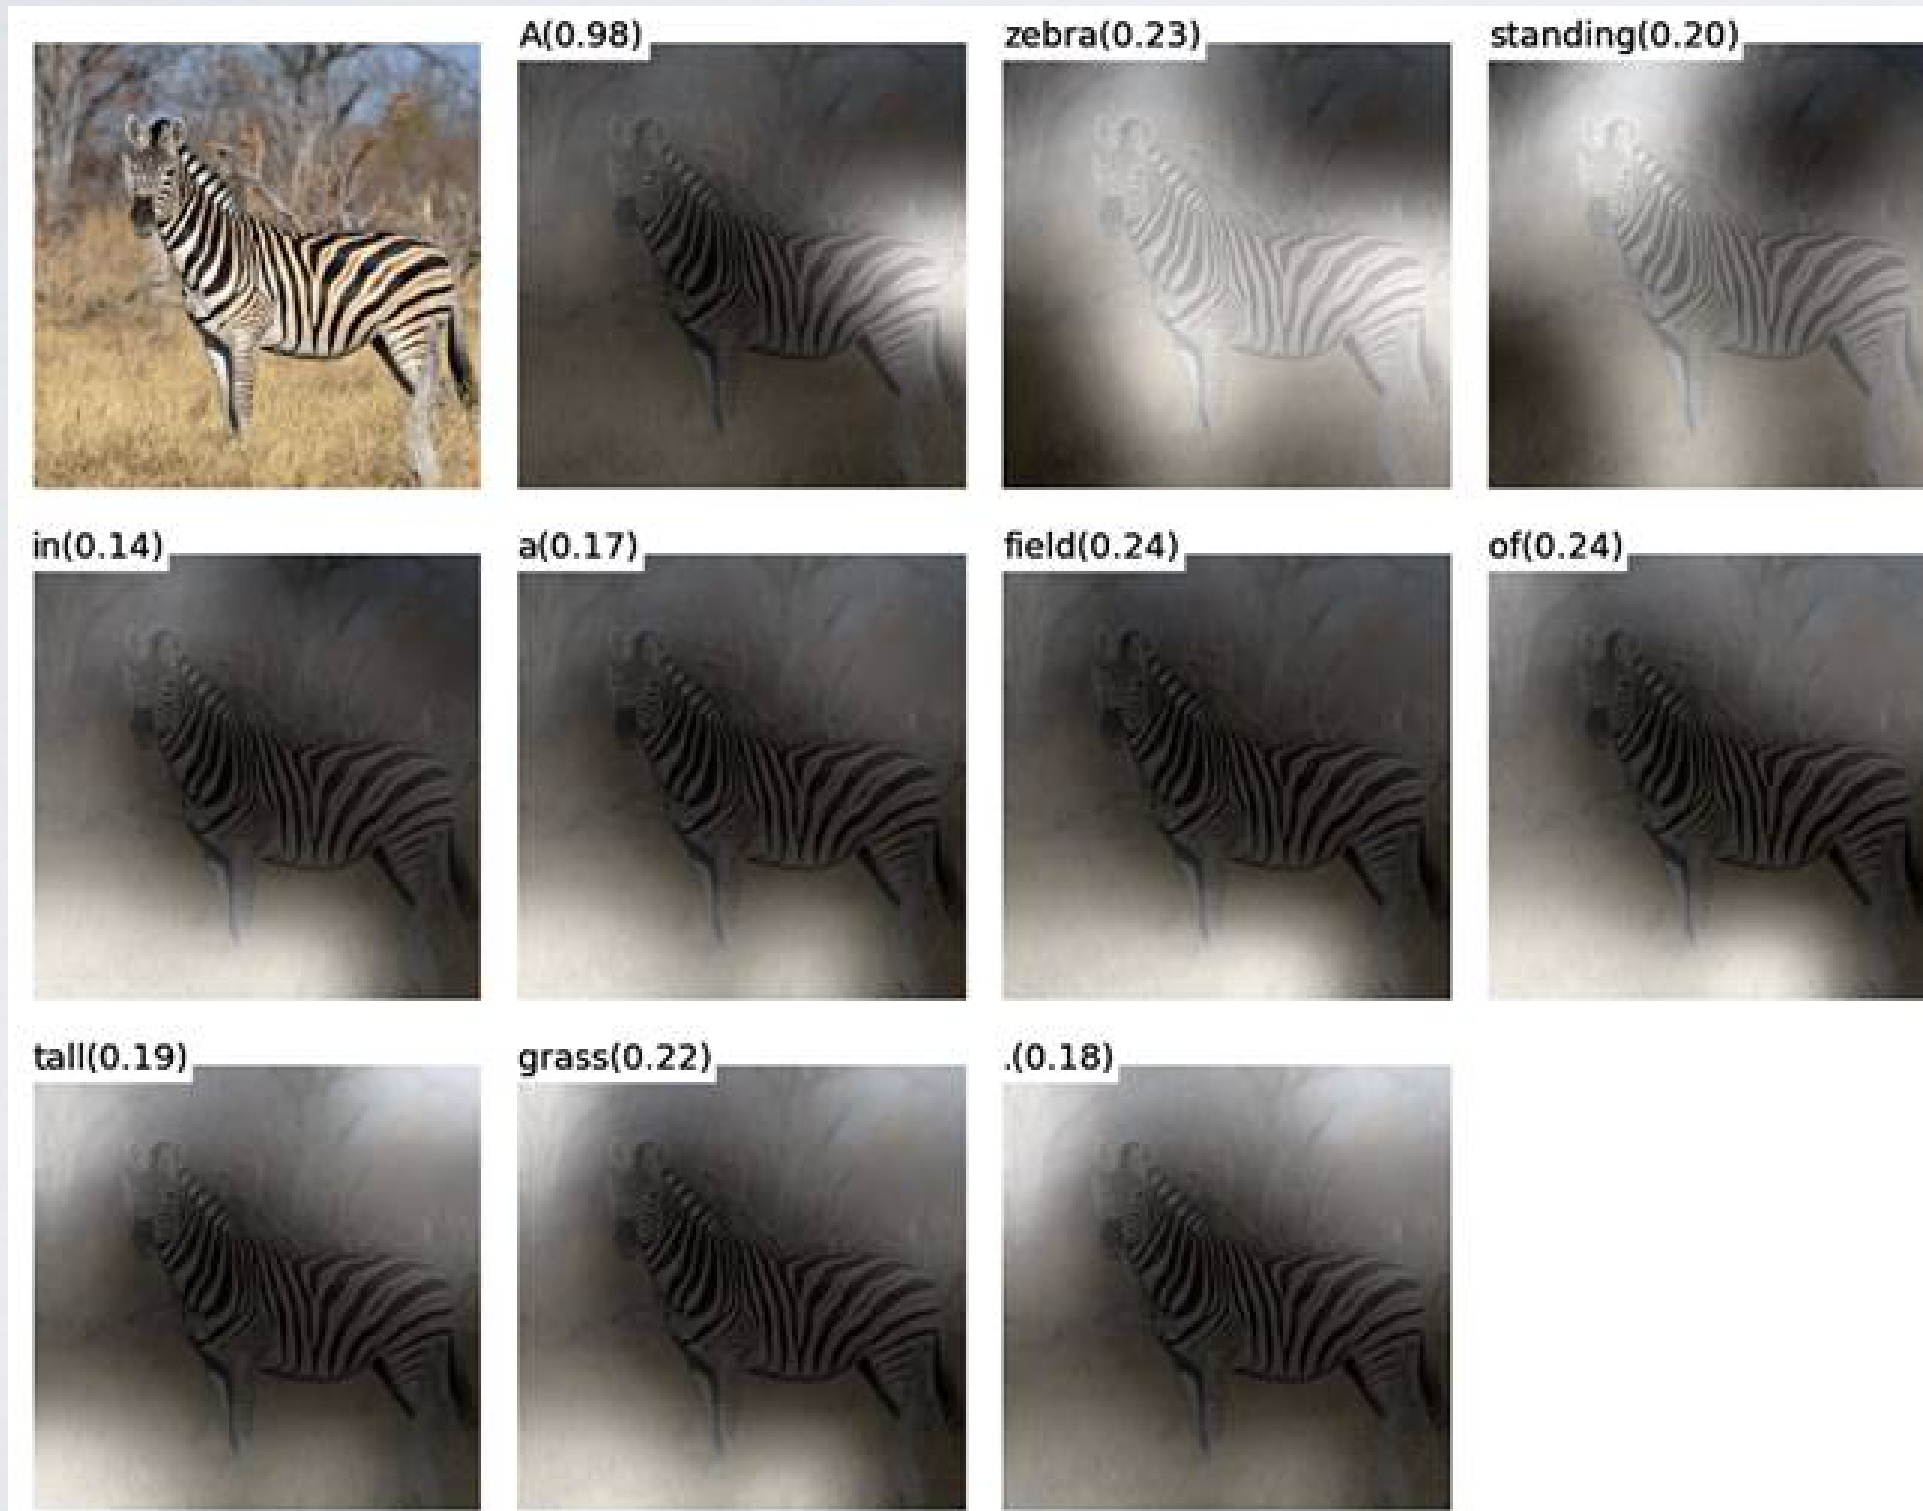 A(0.98) zebra(0.23) standing(0.20)
in(0.14) a(0.17) field(0.24) of(0.24)
tall(0.19) grass(0.22) .(0.18)